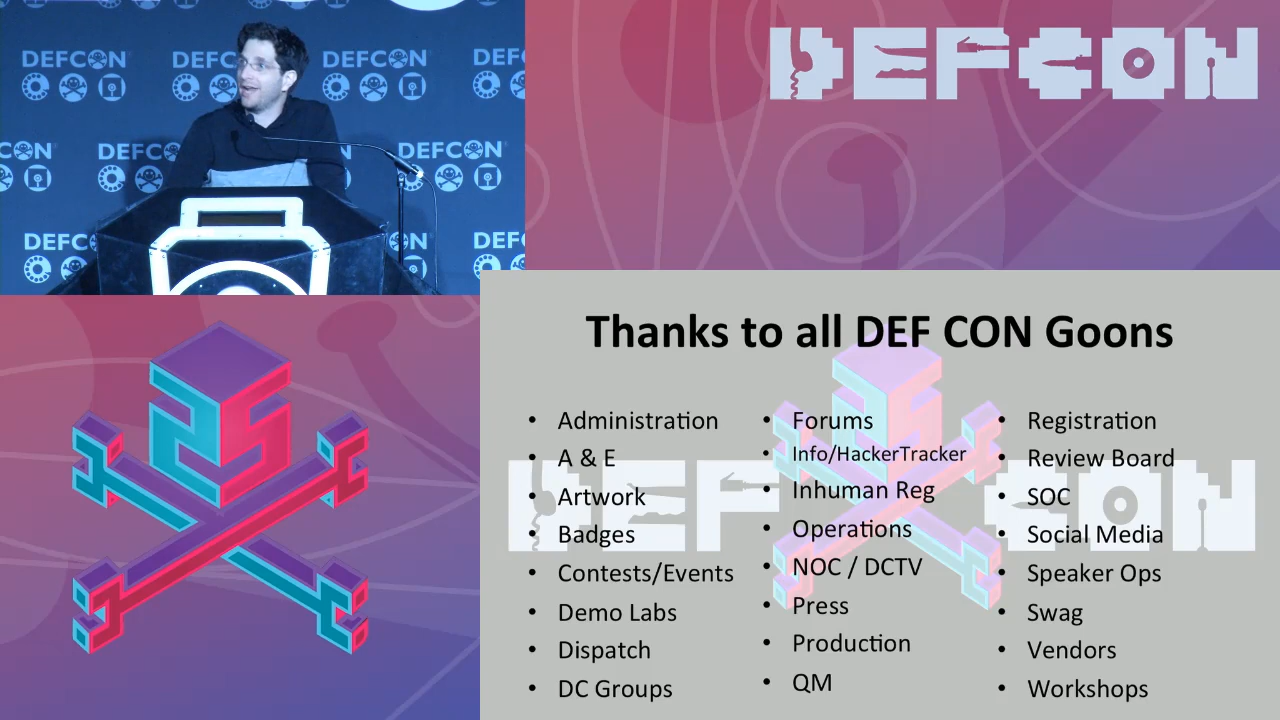 DEFCON
DEFCON
DEFCON
DEFCON
DEFCON
DEFCON
DEFCON
Thanks to all DEF CON Goons
DEF CON
• Administration
• A & E
• Artwork
• Badges
• Contests/Events
• Demo Labs
• Dispatch
• DC Groups
• Forums
• Info/HackerTracker
• Inhuman Reg
• Operations
• NOC / DCTV
• Press
• Production
• QM
• Registration
• Review Board
• SOC
• Social Media
• Speaker Ops
• Swag
• Vendors
• Workshops